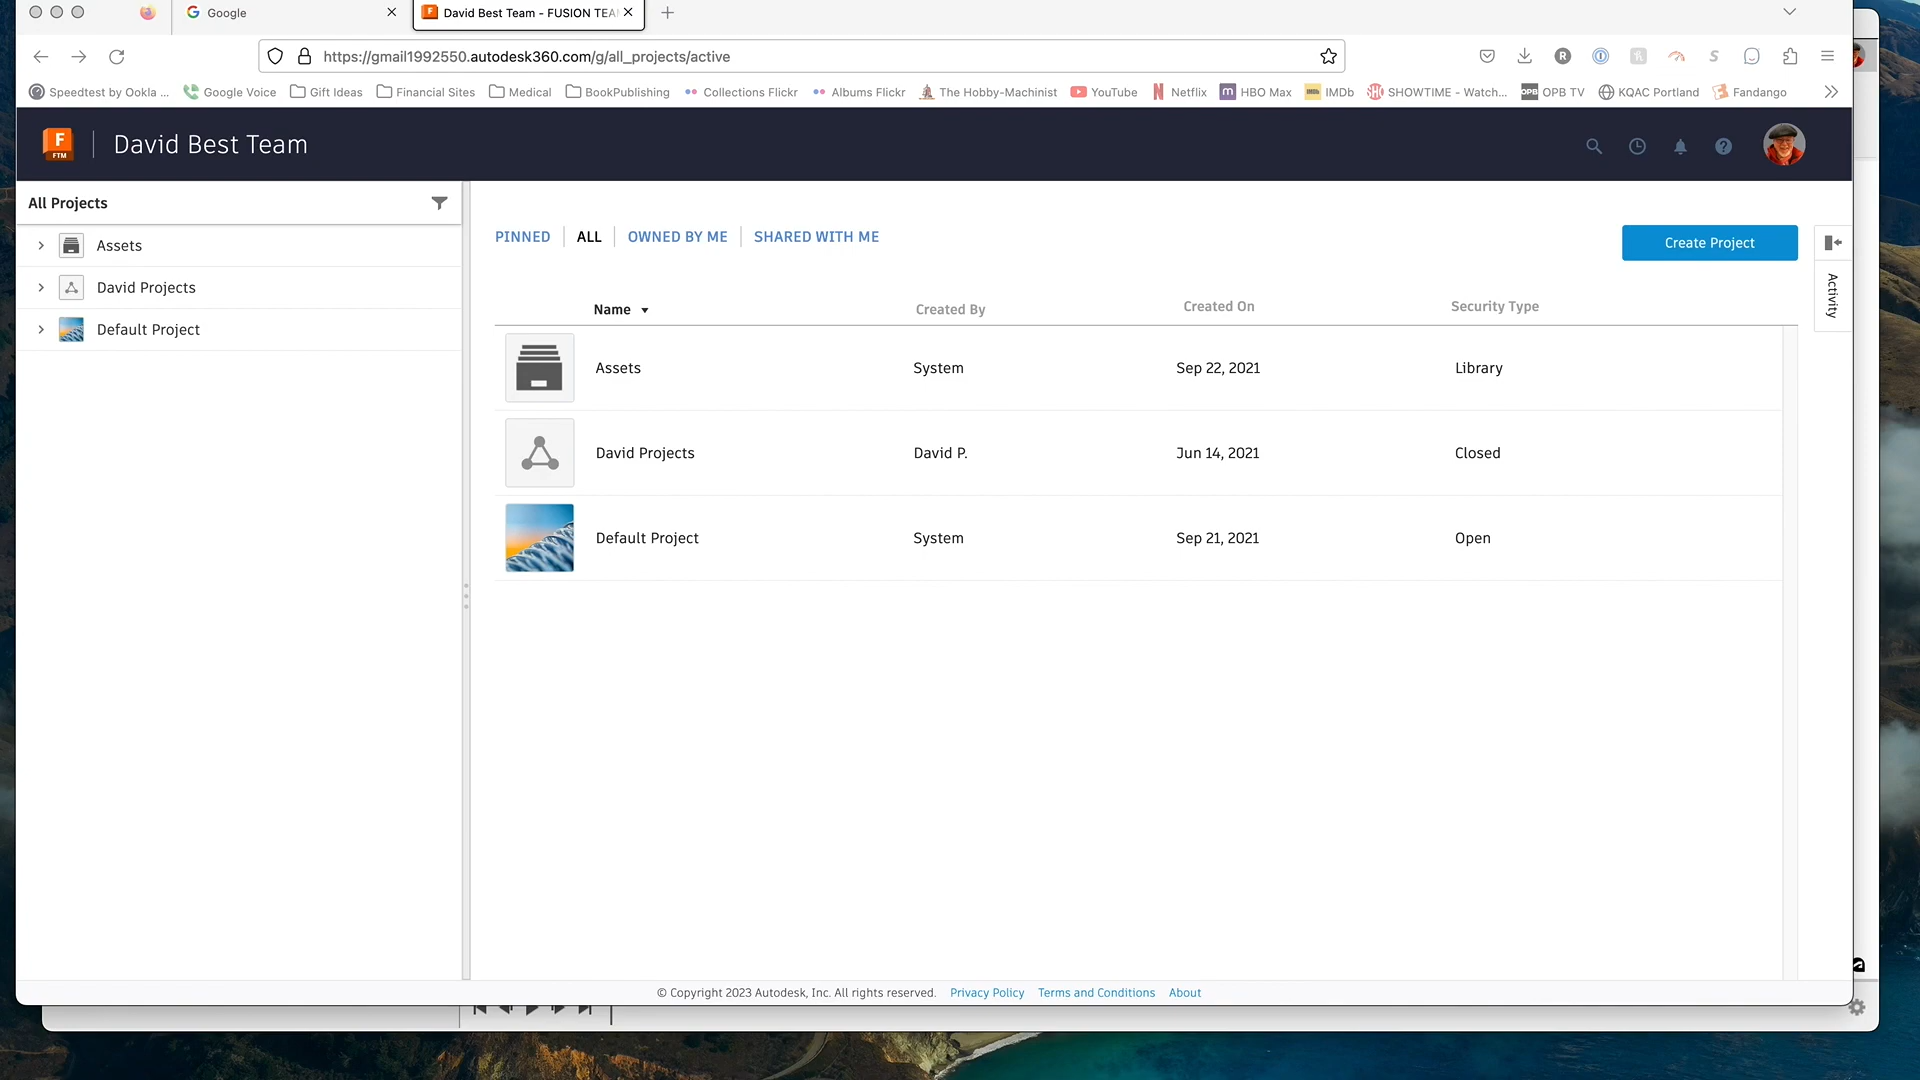 Google
David Best Team - FUSION TEA
https://gmail1992550.autodesk360.com/g/all_projects/active
Speedtest by Ookla ... Google Voice Gift Ideas Financial Sites Medical BookPublishing Collections Flickr Albums Flickr The Hobby-Machinist YouTube Netflix HBO Max IMDb SHOWTIME - Watch... OPB TV KQAC Portland Fandango
F
FTM
David Best Team
All Projects
Assets
David Projects
Default Project
PINNED ALL OWNED BY ME SHARED WITH ME
Create Project
Activity
Name Created By Created On Security Type
Assets System Sep 22, 2021 Library
David Projects David P. Jun 14, 2021 Closed
Default Project System Sep 21, 2021 Open
© Copyright 2023 Autodesk, Inc. All rights reserved. Privacy Policy Terms and Conditions About